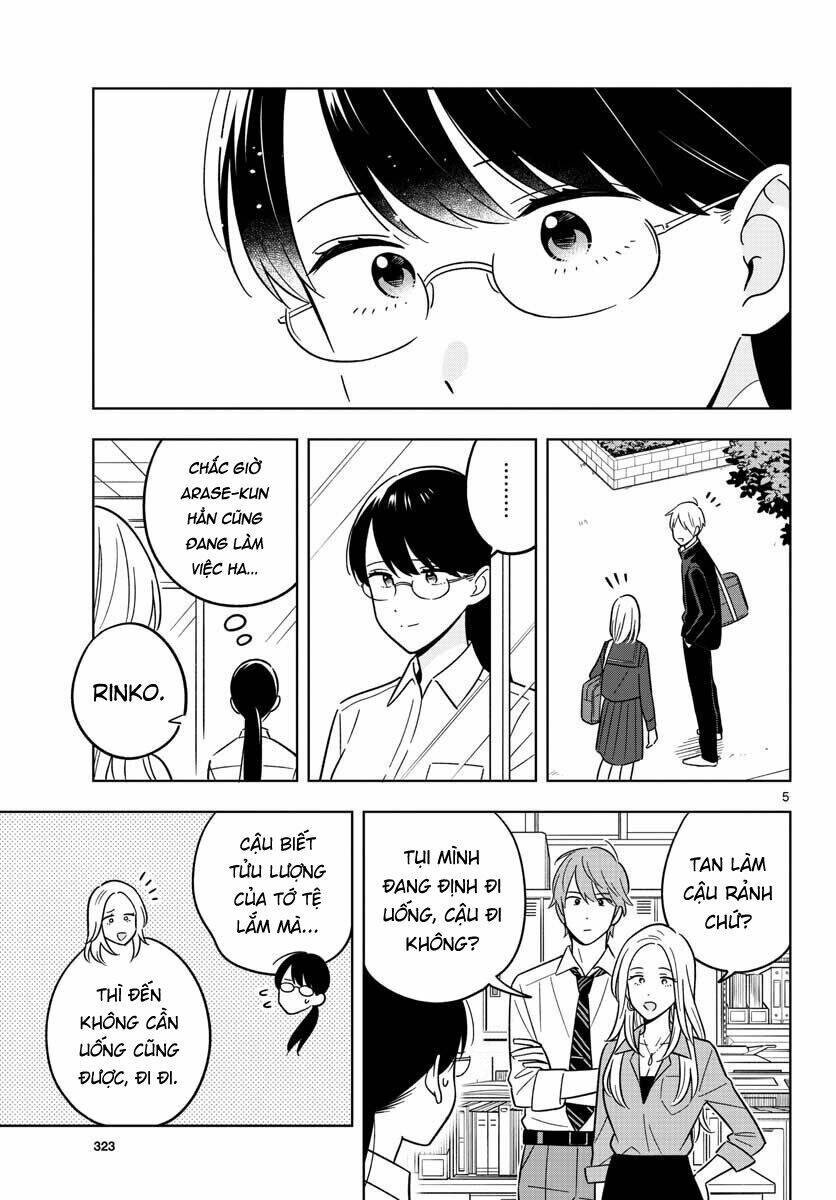 .........
CHẮC GIỜ
ARASE-KUN
HẲN CŨNG
ĐANG LÀM
VIỆC HA...
RINKO.
5
TAN LÀM
CẬU RẢNH
CHỨ?
TỤI MÌNH
ĐANG ĐỊNH ĐI
UỐNG, CẬU ĐI
KHÔNG?
CẬU BIẾT
TỬU LƯỢNG
CỦA TỚ TỆ
LẮM MÀ...
THÌ ĐẾN
KHÔNG CẦN
UỐNG CŨNG
ĐƯỢC, ĐI ĐI.
323